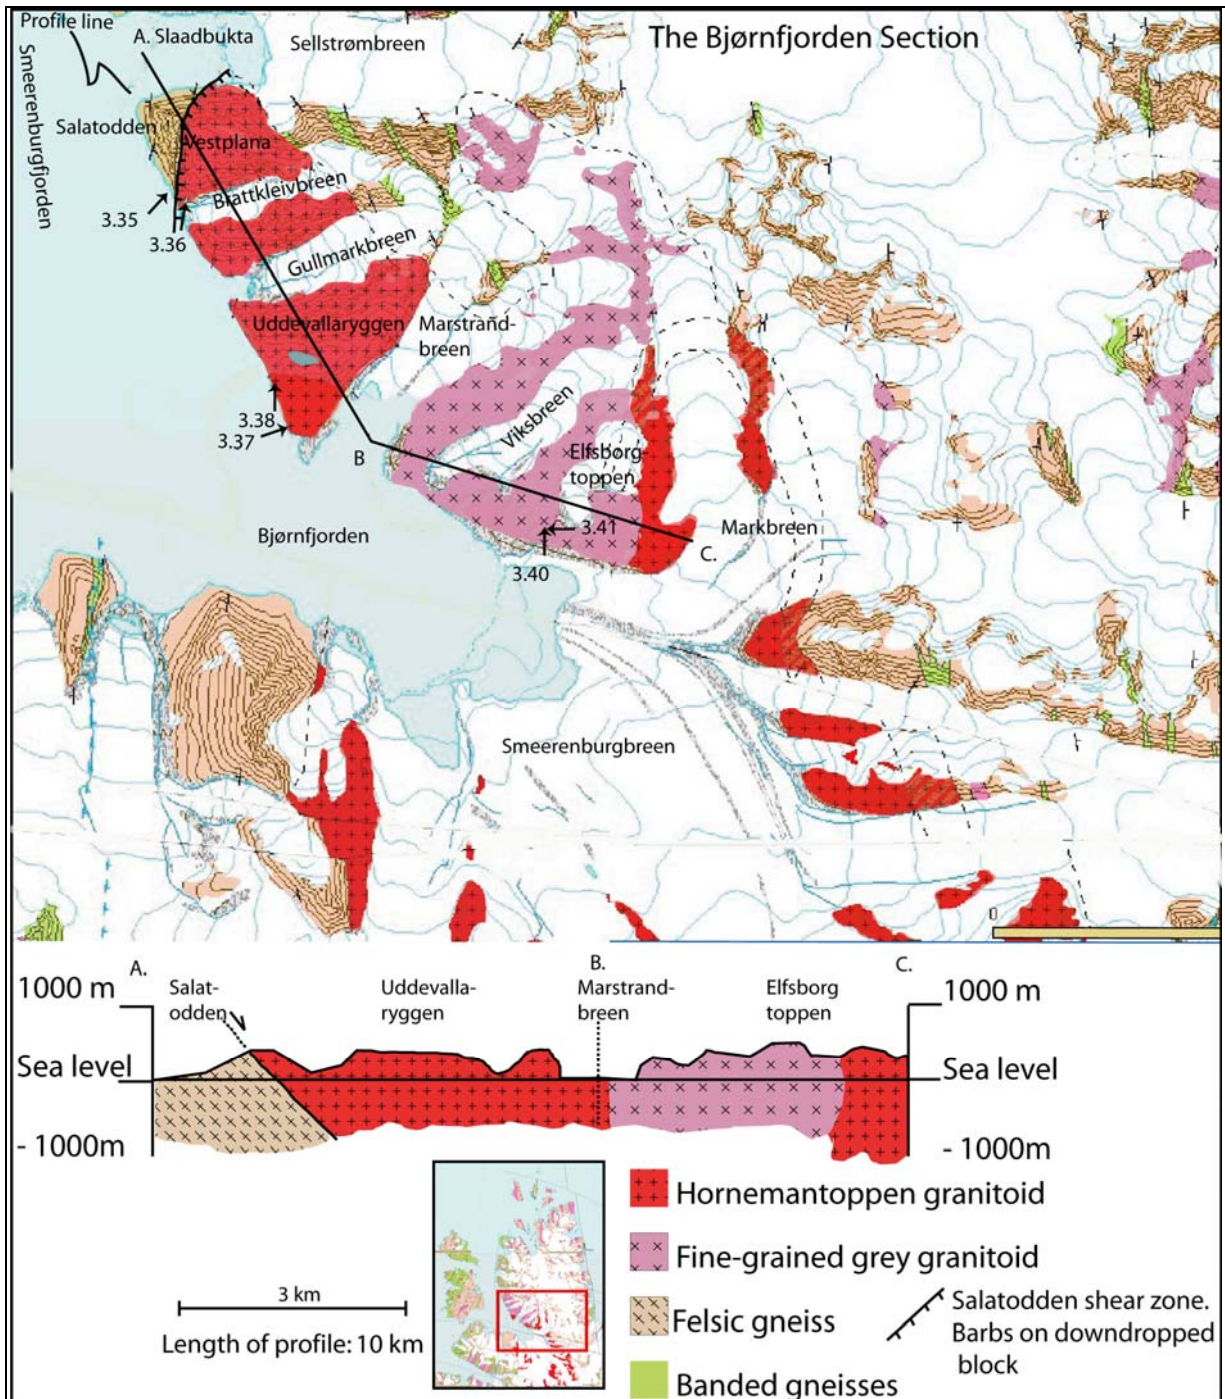 Profile line
A. Slaadbukta
Sellstrømbreen
The Bjørnfjorden Section
Smeerenburgfjorden
Salatodden
Vestplana
Brattkleivbreen
3.35
3.36
Gullmarkbreen
Uddevallaryggen
Marstrand-
breen
3.38
3.37
B
Viksbreen
Elfsborg-
toppen
Bjørnfjorden
3.41
3.40
Markbreen
C.
Smeerenburgbreen
0
A.
B.
C.
1000 m
Salat-
odden
Uddevalla-
ryggen
Marstrand-
breen
Elfsborg
toppen
1000 m
Sea level
Sea level
- 1000m
- 1000m
Hornemantoppen granitoid
Fine-grained grey granitoid
Felsic gneiss
Banded gneisses
3 km
Length of profile: 10 km
Salatodden shear zone.
Barbs on downdropped
block